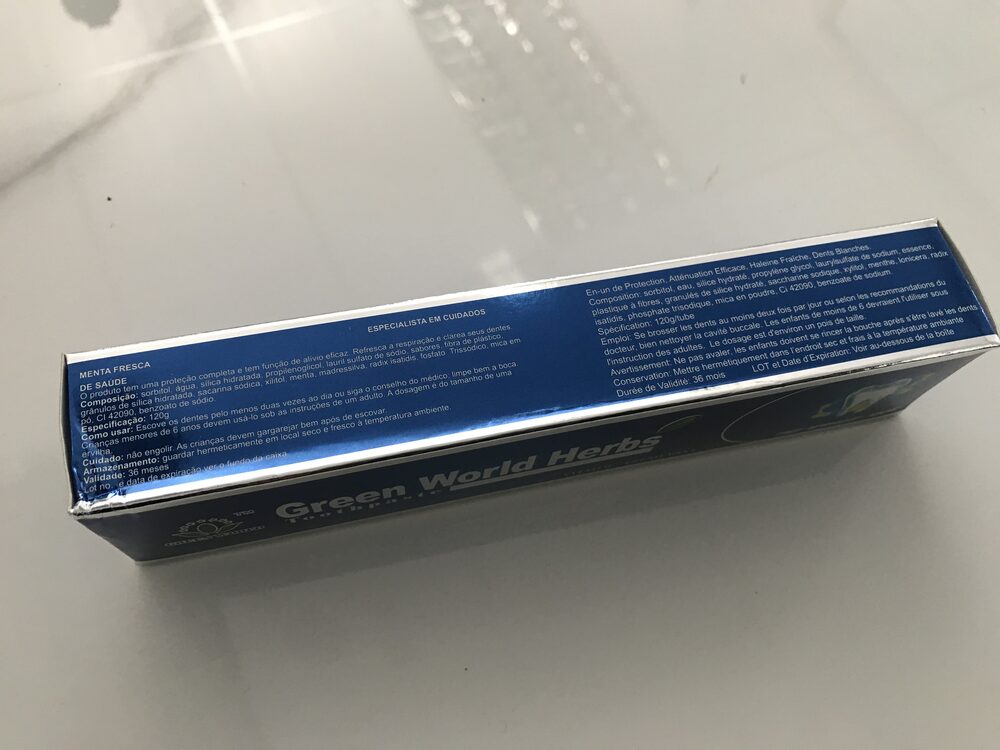 MENTA FRESCA
ESPECIALISTA EM CUIDADOS
DE SAUDE
O produto tem uma proteção completa e tem função de alívio eficaz. Refresca a respiração e clarea seus dentes
Composição: sorbitol, água, sílica hidratada, propilenoglicol, lauril sulfato de sódio, sabores, fibra de plástico,
grânulos de sílica hidratada, sacarina sódica, xilitol, menta, madressilva, radix isatidis, fosfato Trissódico, mica em
pó, CI 42090, benzoato de sódio.
Especificação: 120g
Como usar: Escove os dentes pelo menos duas vezes ao dia ou siga o conselho do médico; limpe bem a boca
Crianças menores de 6 anos devem usá-lo sob as instruções de um adulto. A dosagem é do tamanho de uma
ervilha.
Cuidado: não engolir. As crianças devem gargarejar bem após de escovar.
Armazenamento: guardar hermeticamente em local seco e fresco à temperatura ambiente
Validade: 36 meses
Lot no. e data de expiração ver o fundo da caixa
En-un de Protection, Atténuation Efficace, Haleine Fraîche, Dents Blanches.
Composition: sorbitol, eau, silice hydraté, propylène glycol, laurylsulfate de sodium, essence,
plastique à fibres, granulés de silice hydraté, saccharine sodique, xylitol, menthe, lonicera, radix
isatidis, phosphate trisodique, mica en poudre, Ci 42090, benzoate de sodium.
Spécification: 120g/tube
Emploi: Se brosser les dents au moins deux fois par jour ou selon les recommandations du
docteur, bien nettoyer la cavité buccale. Les enfants de moins de 6 devraient l'utiliser sous
l'instruction des adultes. Le dosage est d'environ un pois de taille.
Avertissement: Ne pas avaler, les enfants doivent se rincer la bouche après s'être lavé les dents
Conservation: Mettre herméthiquement dans l'endroit sec et frais à la température ambiante
Durée de Validité: 36 mois LOT et Date d'Expiration: Voir au-dessous de la boîte
Green World Herbs
Toothpaste